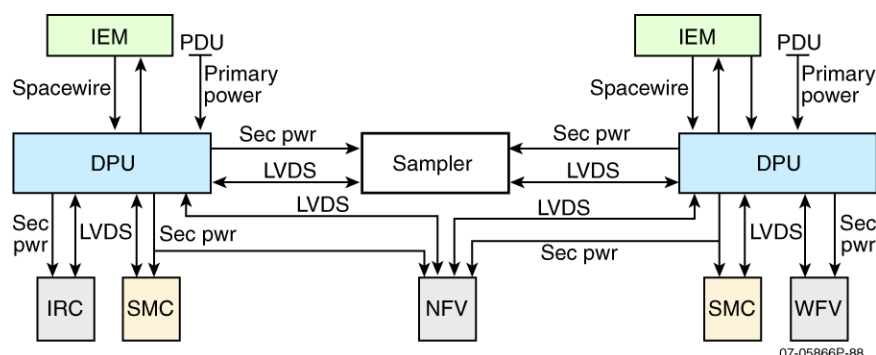 IEM
PDU
Spacewire
Primary
power
IEM
PDU
Spacewire
Primary
power
DPU
Sec pwr
LVDS
Sampler
Sec pwr
LVDS
DPU
Sec
pwr
LVDS
LVDS
Sec pwr
LVDS
Sec pwr
LVDS
Sec
pwr
IRC
SMC
NFV
SMC
WFV
07-05866P-88